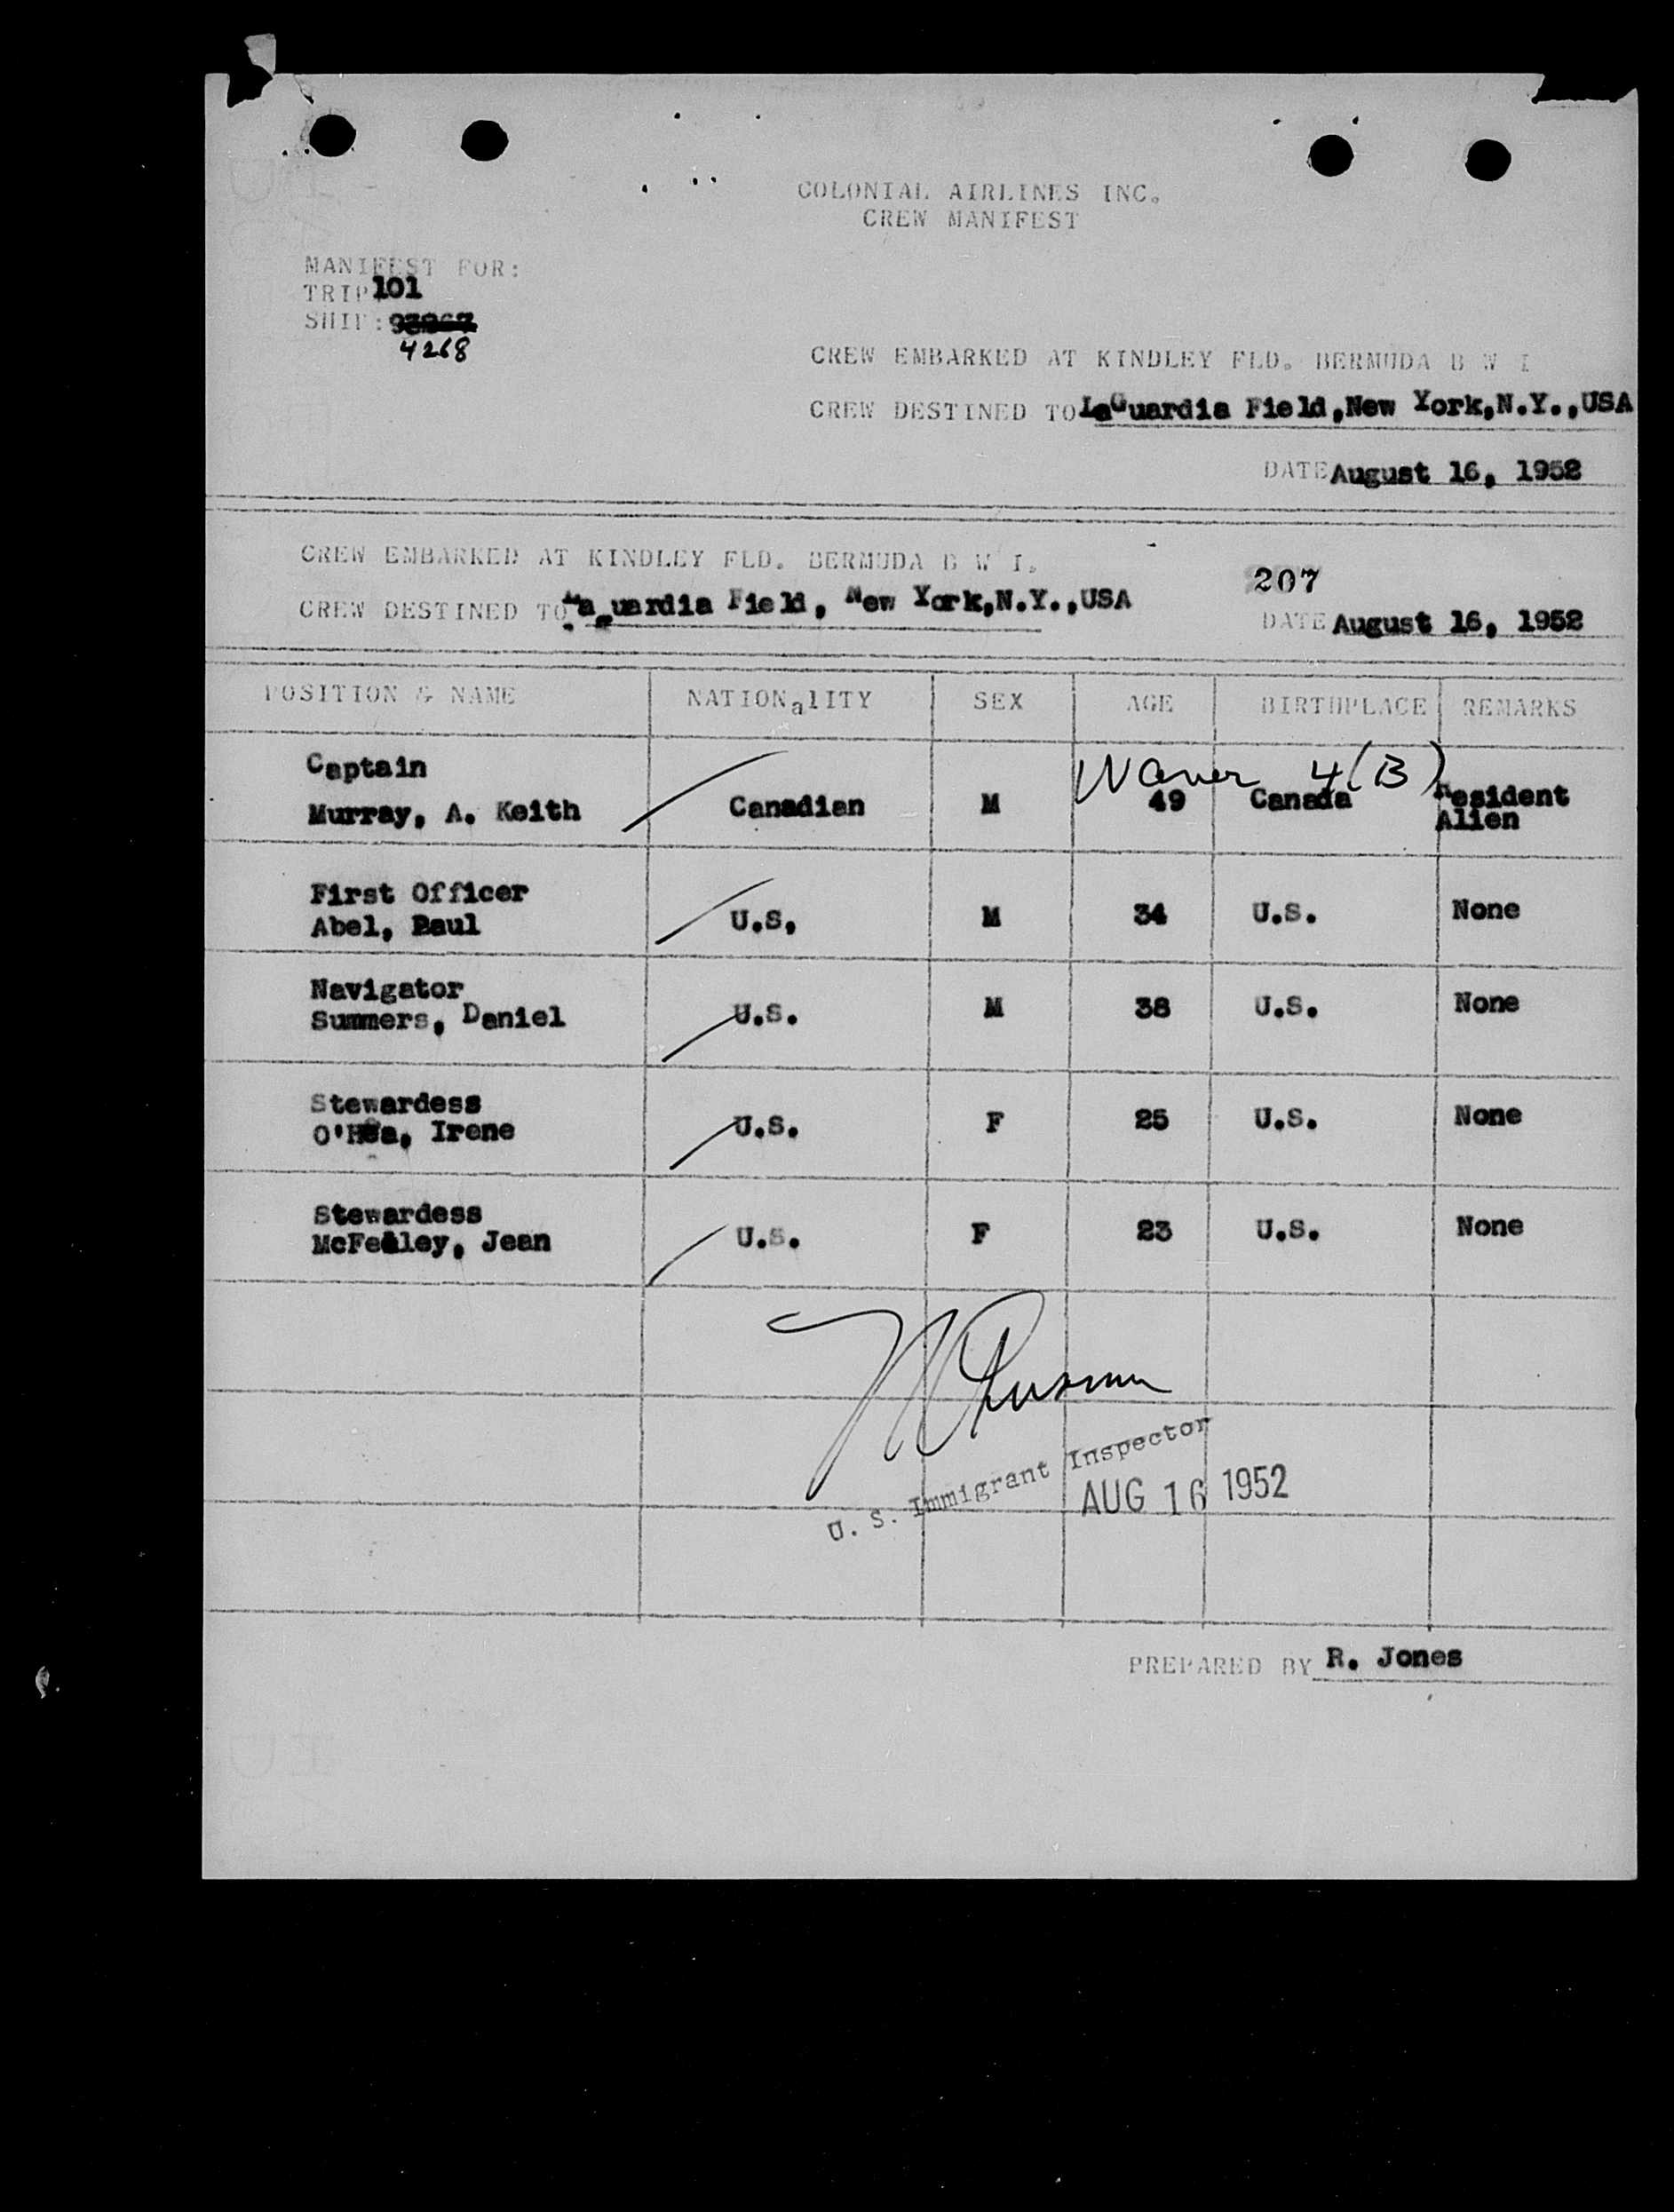 COLONIAL AIRLINES INC.
CREW MANIFEST
MANIFEST FOR:
TRIP 101
SHIP:
4268
CREW EMBARKED AT KINDLEY FLD. BERMUDA B W I
CREW DESTINED TO LaGuardia Field,New York,N.Y.,USA
DATE August 16, 1952
CREW EMBARKED AT KINDLEY FLD. BERMUDA B W I.
207
CREW DESTINED TO Field, New York,N.Y.,USA
DATE August 16, 1952
POSITION & NAME NATIONalITY SEX AGE BIRTHPLACE REMARKS
Captain Waver 4(B)
Murray, A. Keith Canadian M 49 Canada Resident
Alien
First Officer
Abel, Paul U.S. M 34 U.S. None
Navigator
Summers, Daniel U.S. M 38 U.S. None
Stewardess
Irene U.S. F 25 U.S. None
Stewardess
McFealey, Jean U.S. F 23 U.S. None
U. S. Immigrant Inspector
AUG 16 1952
PREPARED BY R. Jones